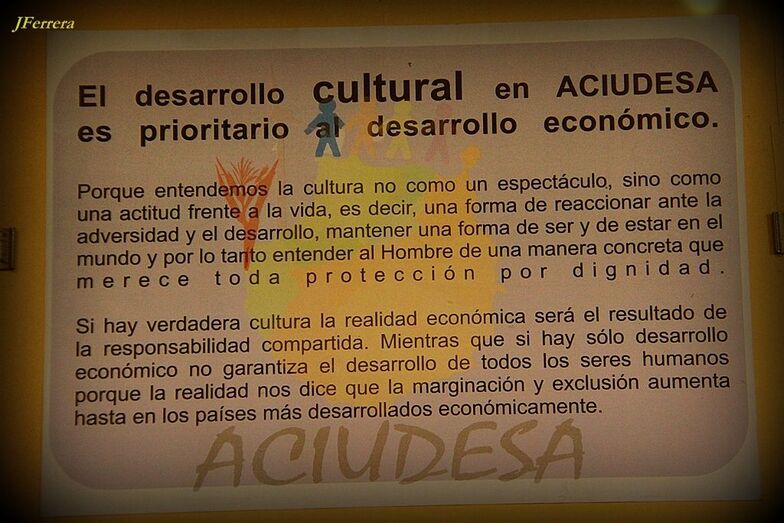 JFerrera
El desarrollo cultural en ACIUDESA
es prioritario al desarrollo económico.
Porque entendemos la cultura no como un espectáculo, sino como
una actitud frente a la vida, es decir, una forma de reaccionar ante la
adversidad y el desarrollo, mantener una forma de ser y de estar en el
mundo y por lo tanto entender al Hombre de una manera concreta que
merece toda protección por dignidad.
Si hay verdadera cultura la realidad económica será el resultado de
la responsabilidad compartida. Mientras que si hay sólo desarrollo
económico no garantiza el desarrollo de todos los seres humanos
porque la realidad nos dice que la marginación y exclusión aumenta
hasta en los países más desarrollados económicamente.
ACIUDESA